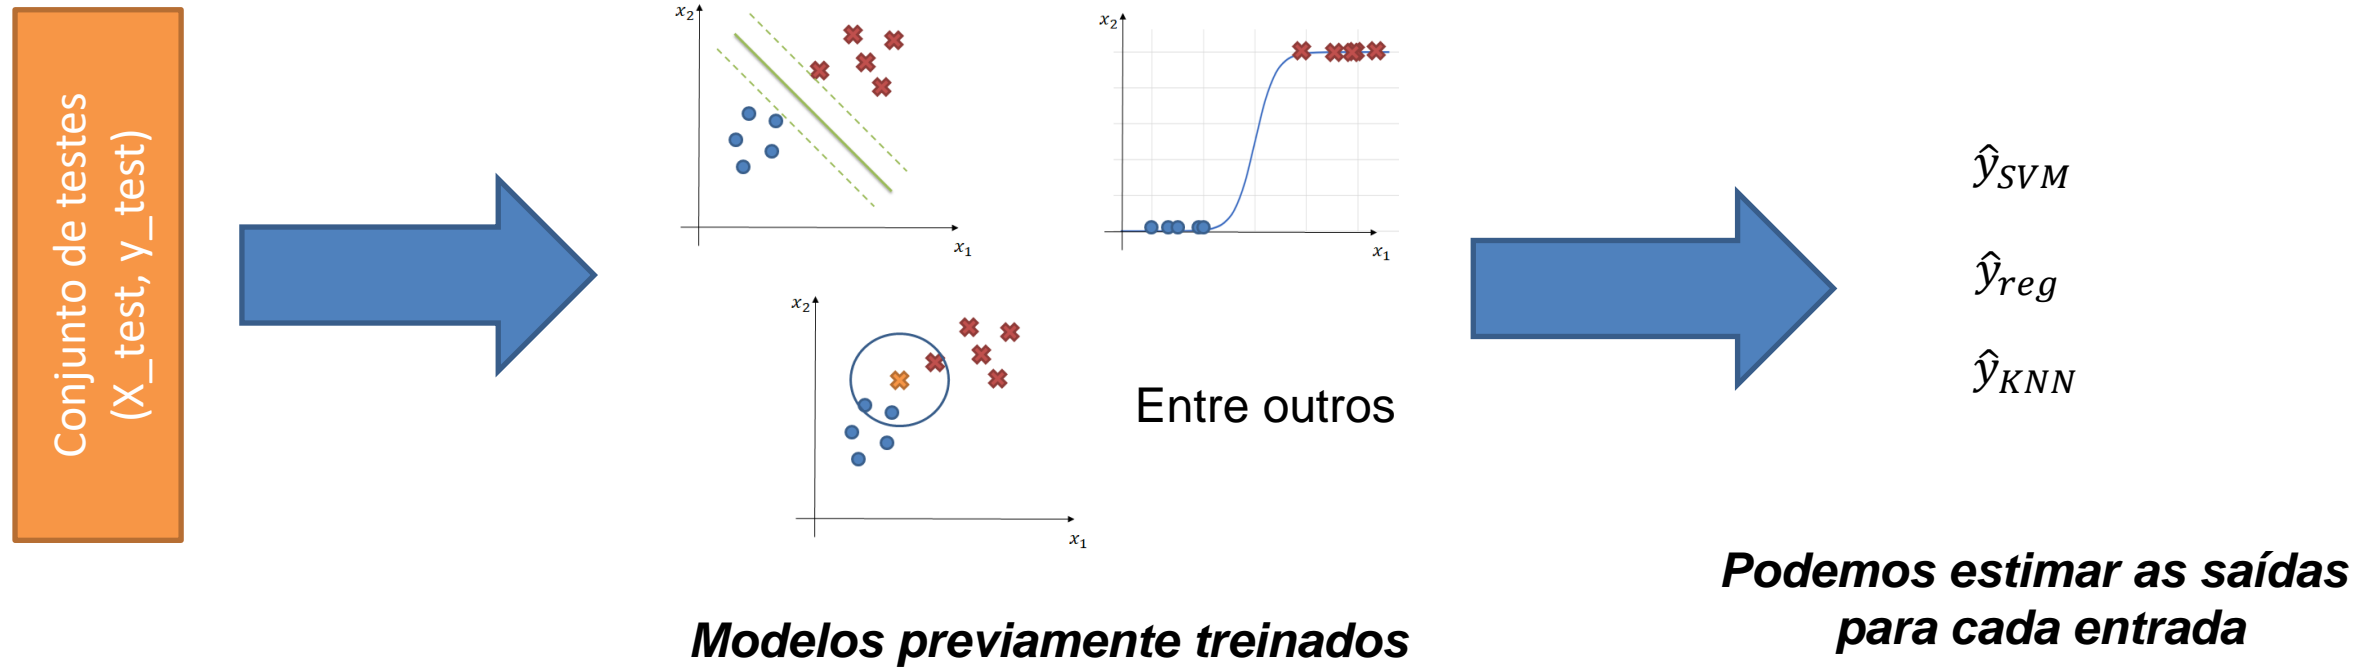 Conjunto de testes
(X_test, y_test)
x₂
x₁
x₂
x₁
x₂
x₁
Entre outros
Modelos previamente treinados
ŷ_SVM
ŷ_reg
ŷ_KNN
Podemos estimar as saídas
para cada entrada